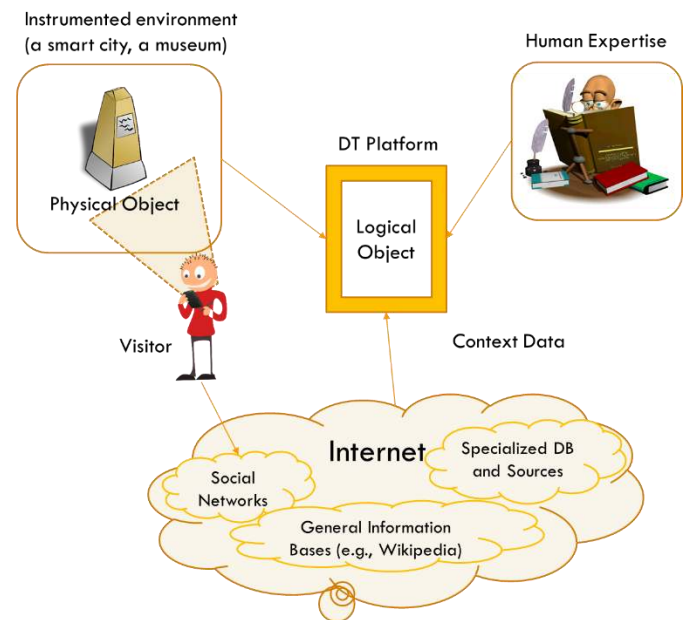 Instrumented environment
(a smart city, a museum)
Human Expertise
DT Platform
Physical Object
Logical
Object
Visitor
Context Data
Internet
Specialized DB
and Sources
Social
Networks
General Information
Bases (e.g., Wikipedia)